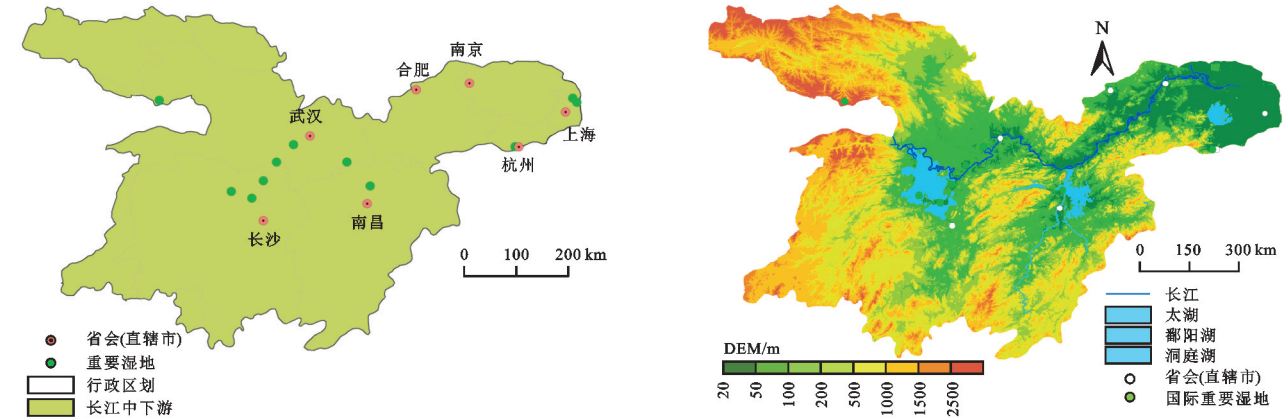 南京
合肥
武汉
上海
杭州
南昌
长沙
0 100 200 km
省会(直辖市)
重要湿地
行政区划
长江中下游
N
0 150 300 km
长江
太湖
鄱阳湖
洞庭湖
省会(直辖市)
国际重要湿地
DEM/m
20 50 100 200 500 1000 1500 2500